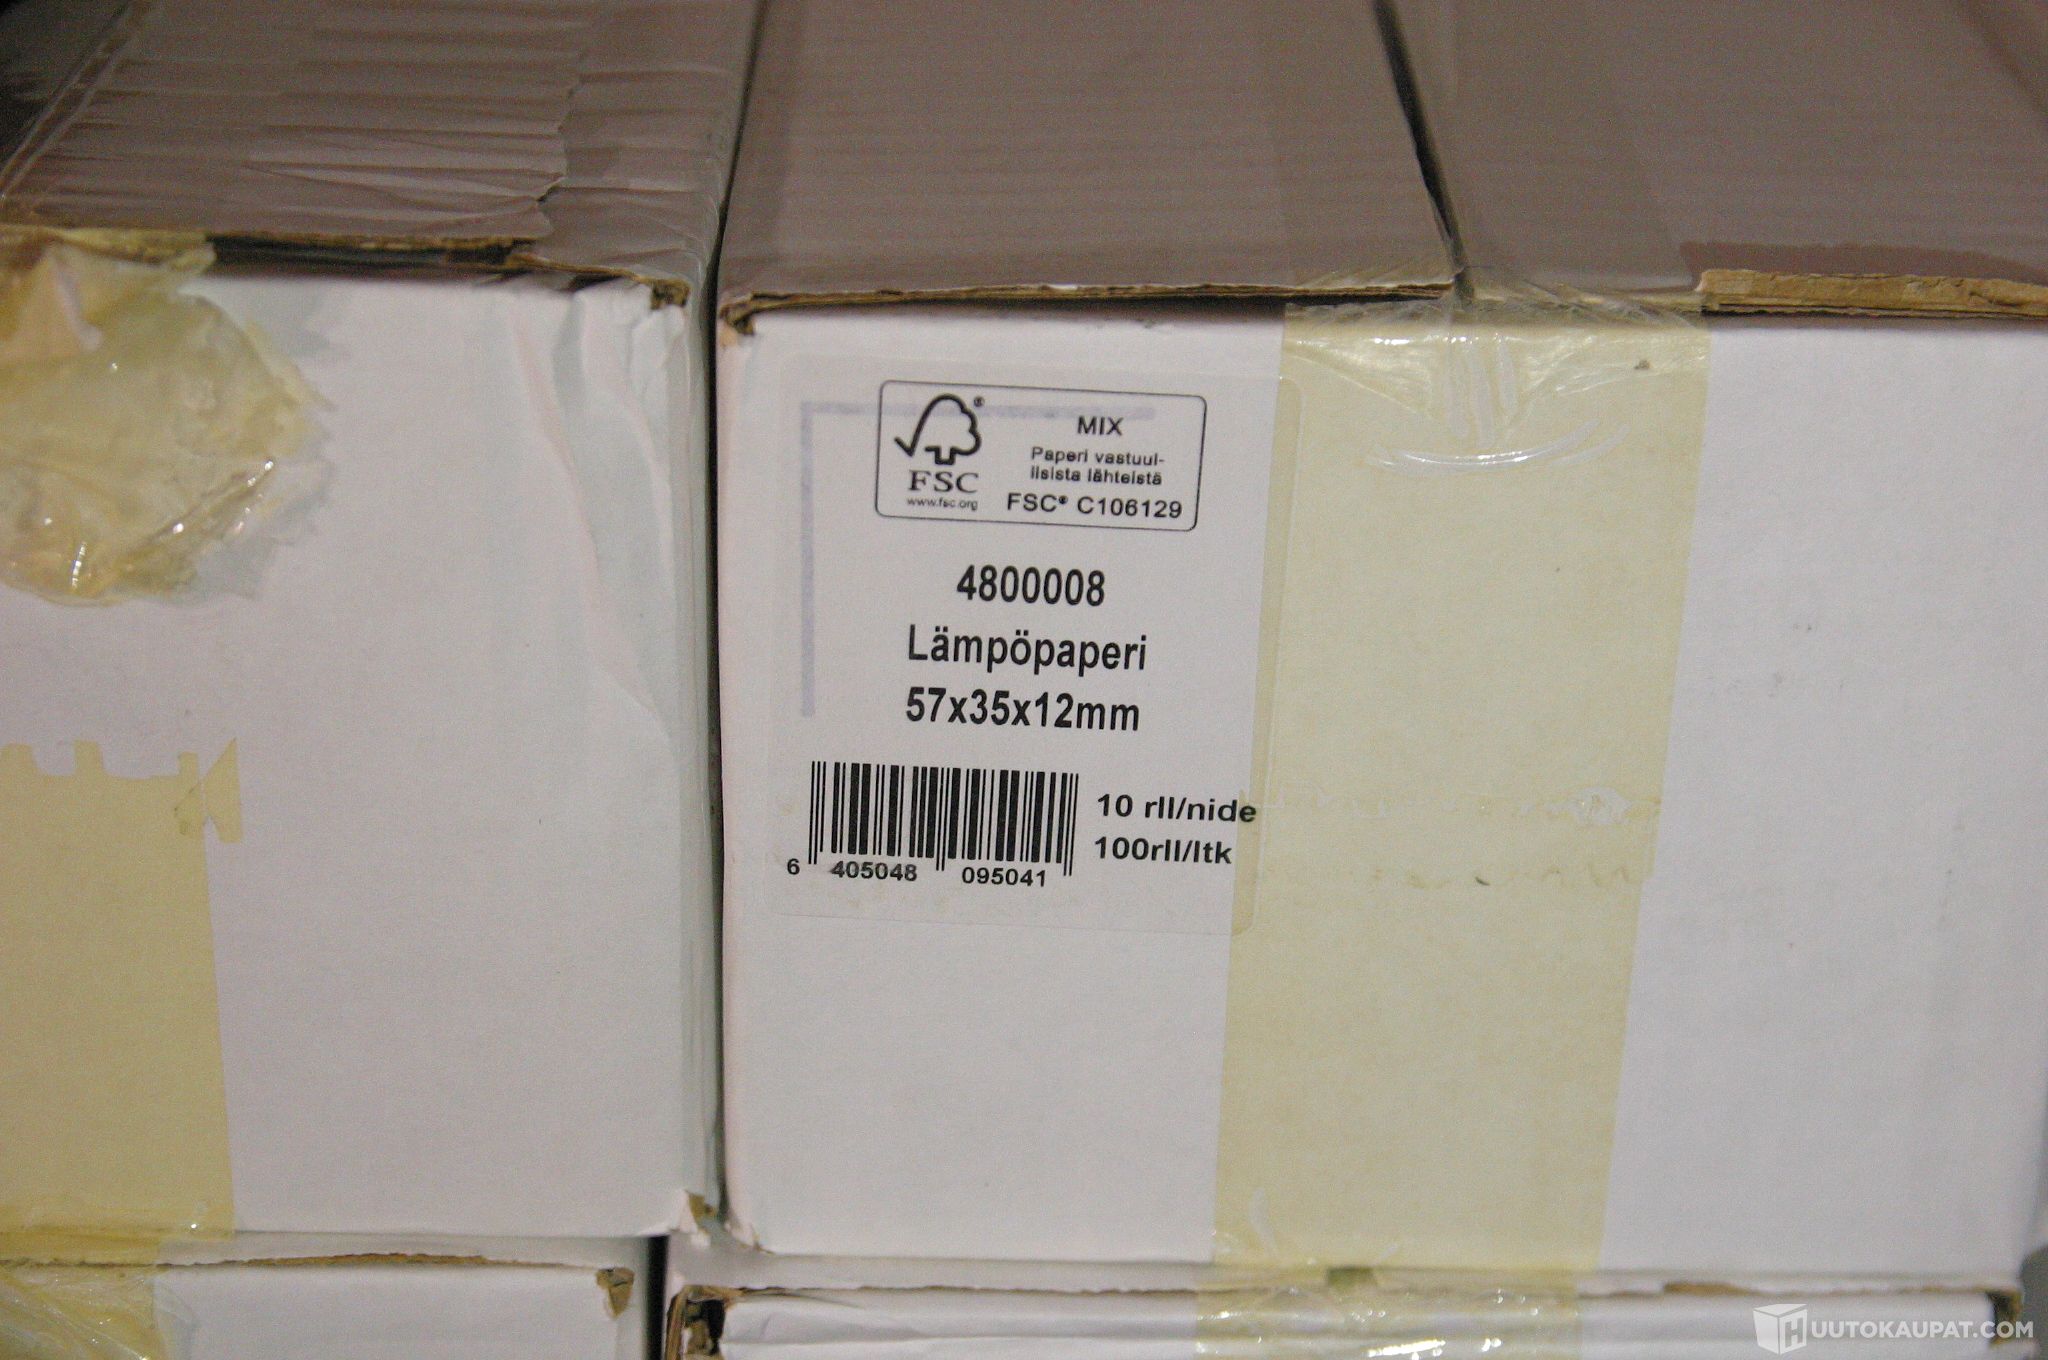 MIX
Paperi vastuul-
lisista lähteistä
FSC® C106129
®
FSC
www.fsc.org
4800008
Lämpöpaperi
57x35x12mm
10 rll/nide
100rll/ltk
6 405048 095041
HUUTOKAUPAT.COM